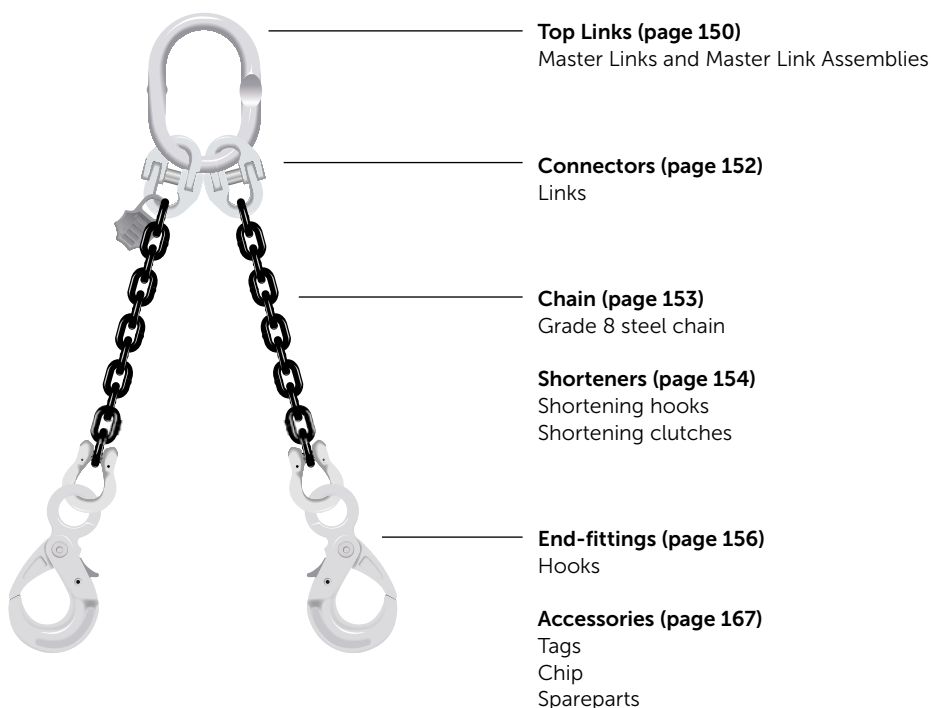 Top Links (page 150)
Master Links and Master Link Assemblies
Connectors (page 152)
Links
Chain (page 153)
Grade 8 steel chain
Shorteners (page 154)
Shortening hooks
Shortening clutches
End-fittings (page 156)
Hooks
Accessories (page 167)
Tags
Chip
Spareparts